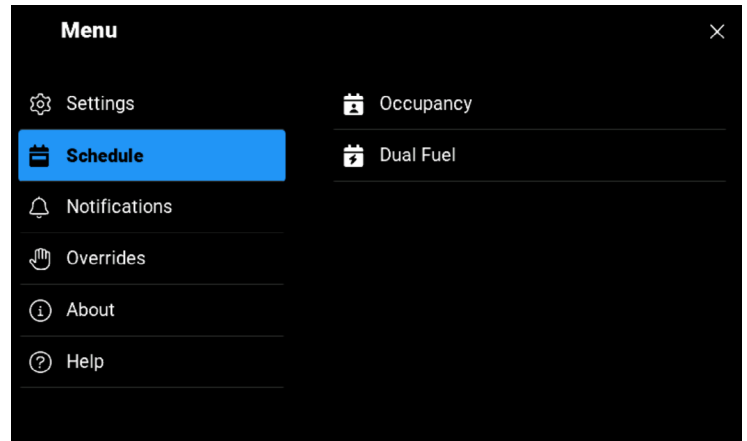 Menu
Settings
Schedule
Notifications
Overrides
About
Help
Occupancy
Dual Fuel